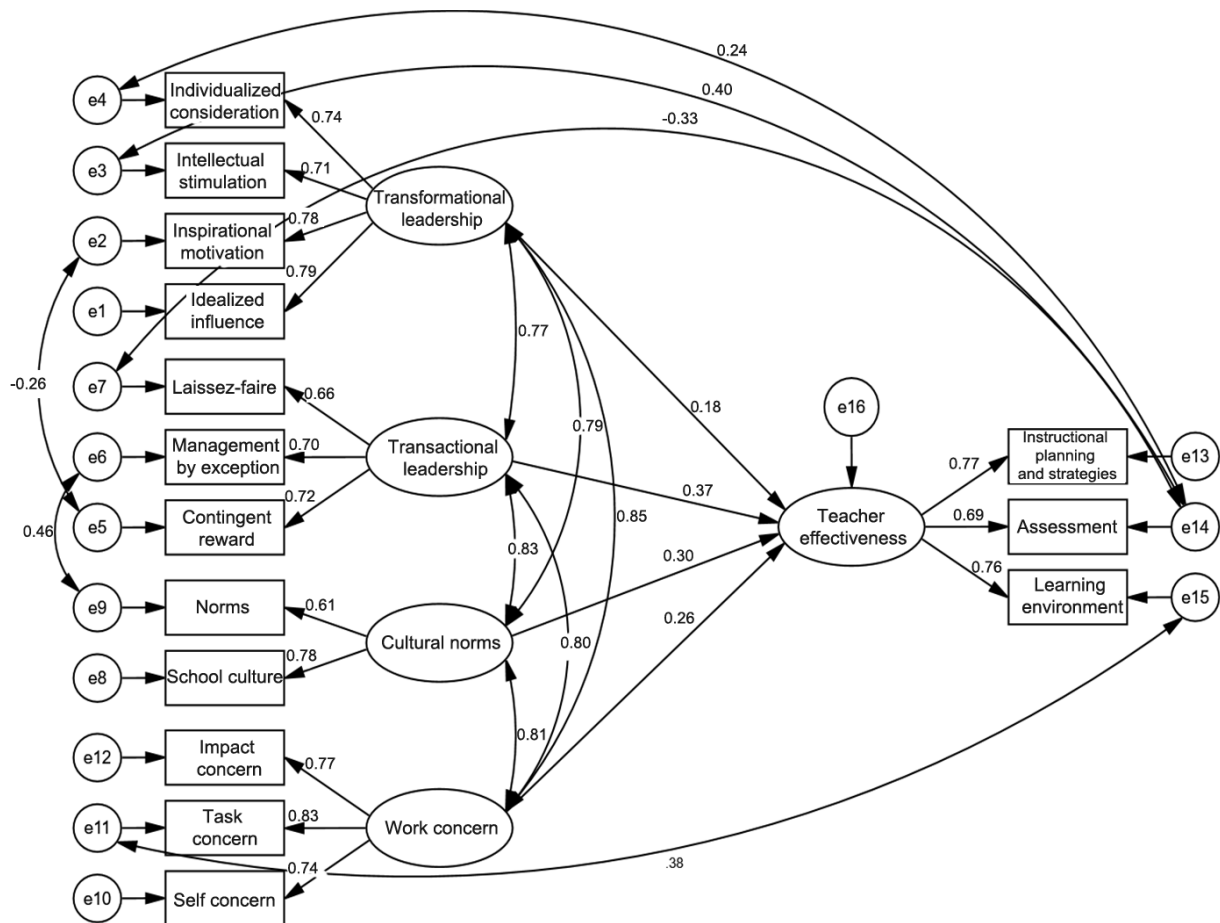 0.24
e4
Individualized
consideration
0.40
0.74
-0.33
e3
Intellectual
stimulation
0.71
Transformational
leadership
e2
Inspirational
motivation
0.78
e1
Idealized
influence
0.79
0.77
-0.26
e7
Laissez-faire
0.66
0.18
e16
0.79
e6
Management
by exception
0.70
Transactional
leadership
Instructional
planning
and strategies
e13
0.77
0.72
0.37
e5
Contingent
reward
0.46
0.85
Teacher
effectiveness
0.69
Assessment
e14
0.83
0.30
0.76
Learning
environment
e15
e9
Norms
0.61
0.26
Cultural norms
0.80
e8
School culture
0.78
0.81
e12
Impact
concern
0.77
e11
Task
concern
0.83
Work concern
0.74
.38
e10
Self concern